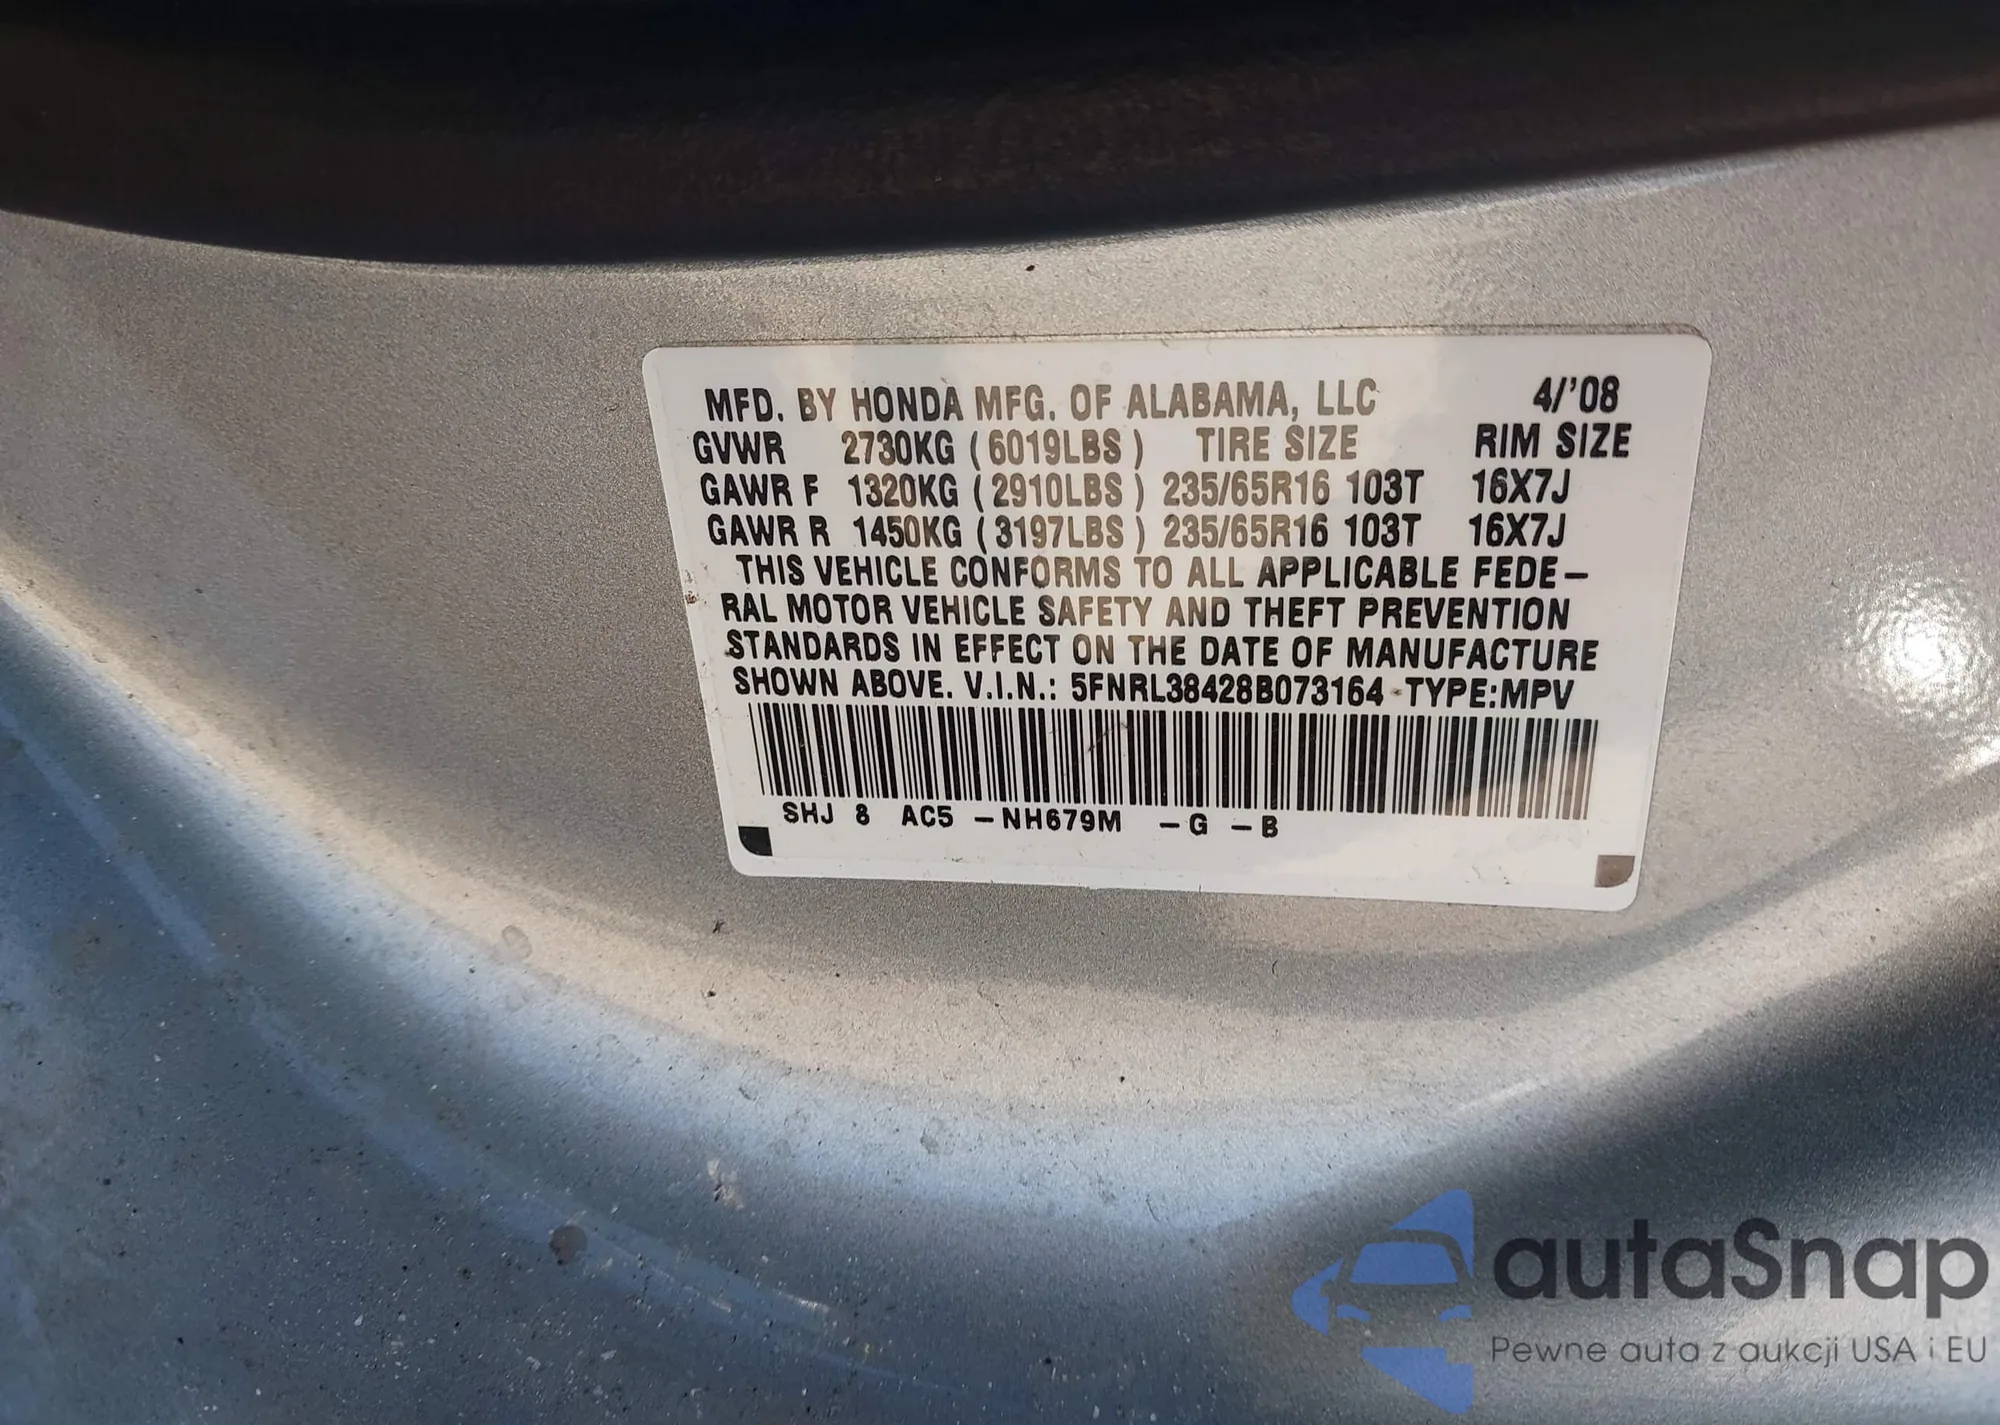 MFD. BY HONDA MFG. OF ALABAMA, LLC 4/'08
GVWR 2730KG (6019LBS) TIRE SIZE RIM SIZE
GAWR F 1320KG (2910LBS) 235/65R16 103T 16X7J
GAWR R 1450KG (3197LBS) 235/65R16 103T 16X7J
THIS VEHICLE CONFORMS TO ALL APPLICABLE FEDE-
RAL MOTOR VEHICLE SAFETY AND THEFT PREVENTION
STANDARDS IN EFFECT ON THE DATE OF MANUFACTURE
SHOWN ABOVE. V.I.N.: 5FNRL38428B073164 TYPE:MPV
SHJ 8 AC5 -NH679M -G -B
autaSnap
Pewne auta z aukcji USA i EU